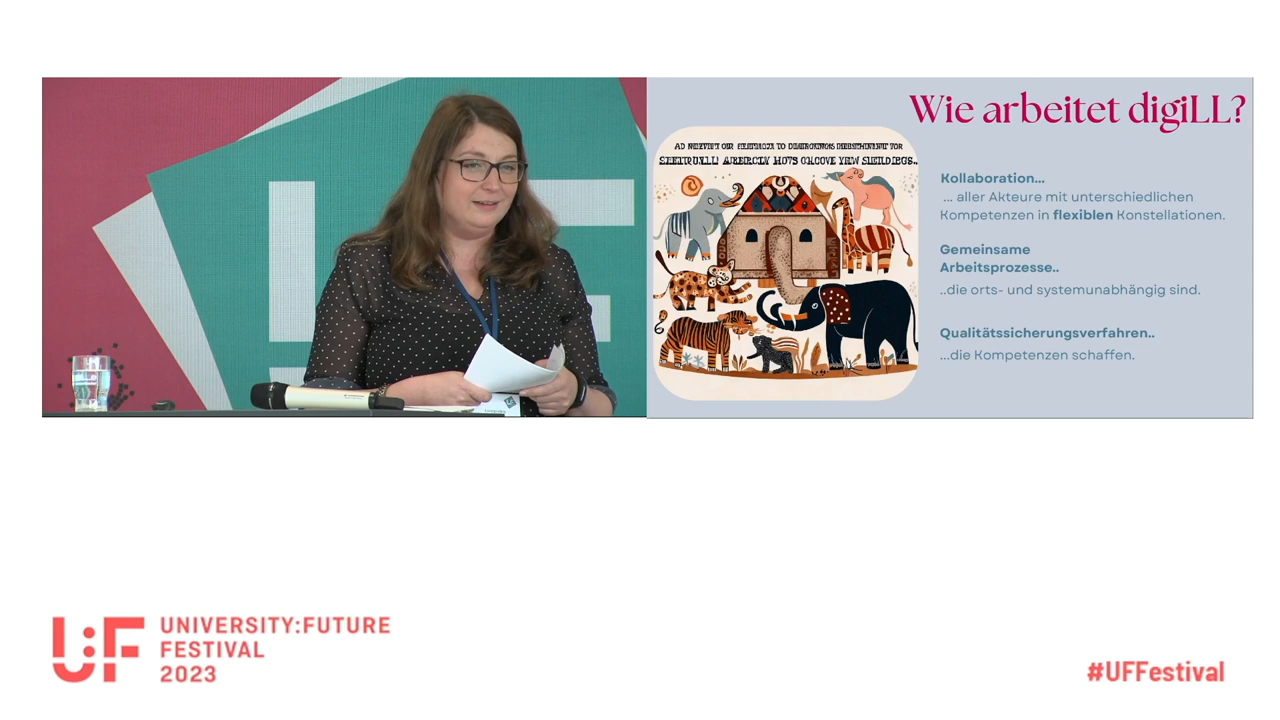 Wie arbeitet digiLL?
Kollaboration...
... aller Akteure mit unterschiedlichen
Kompetenzen in flexiblen Konstellationen.
Gemeinsame
Arbeitsprozesse..
..die orts- und systemunabhängig sind.
Qualitätssicherungsverfahren..
...die Kompetenzen schaffen.
U:F
UNIVERSITY:FUTURE
FESTIVAL
2023
#UFFestival